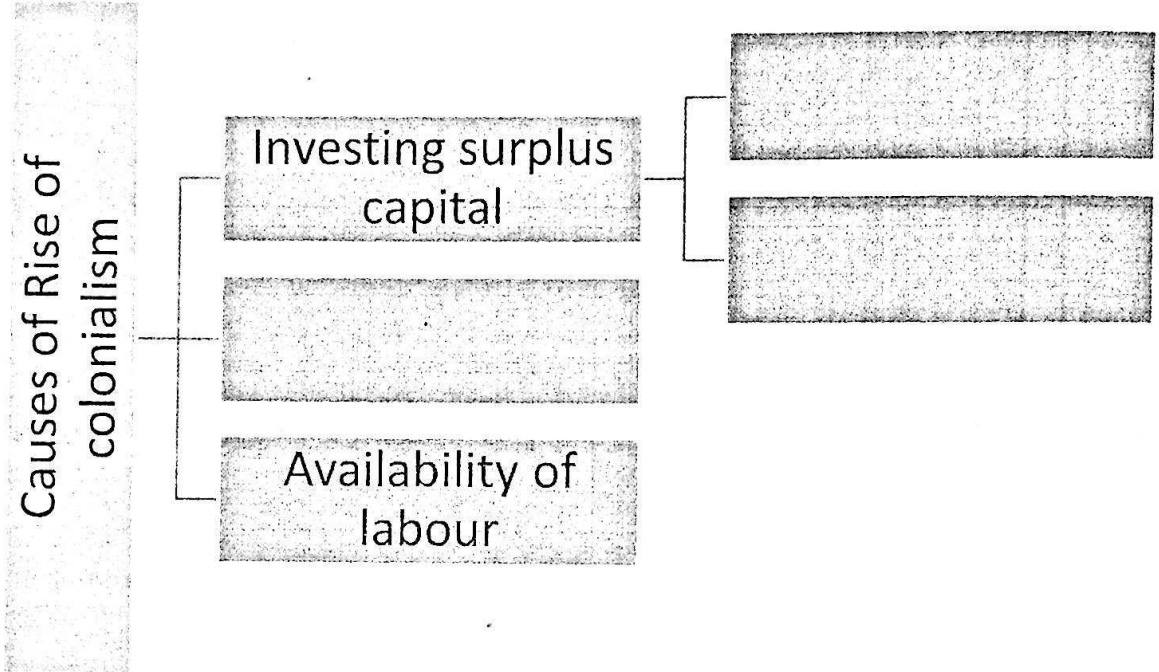 Causes of Rise of
colonialism
Investing surplus
capital
Availability of
labour